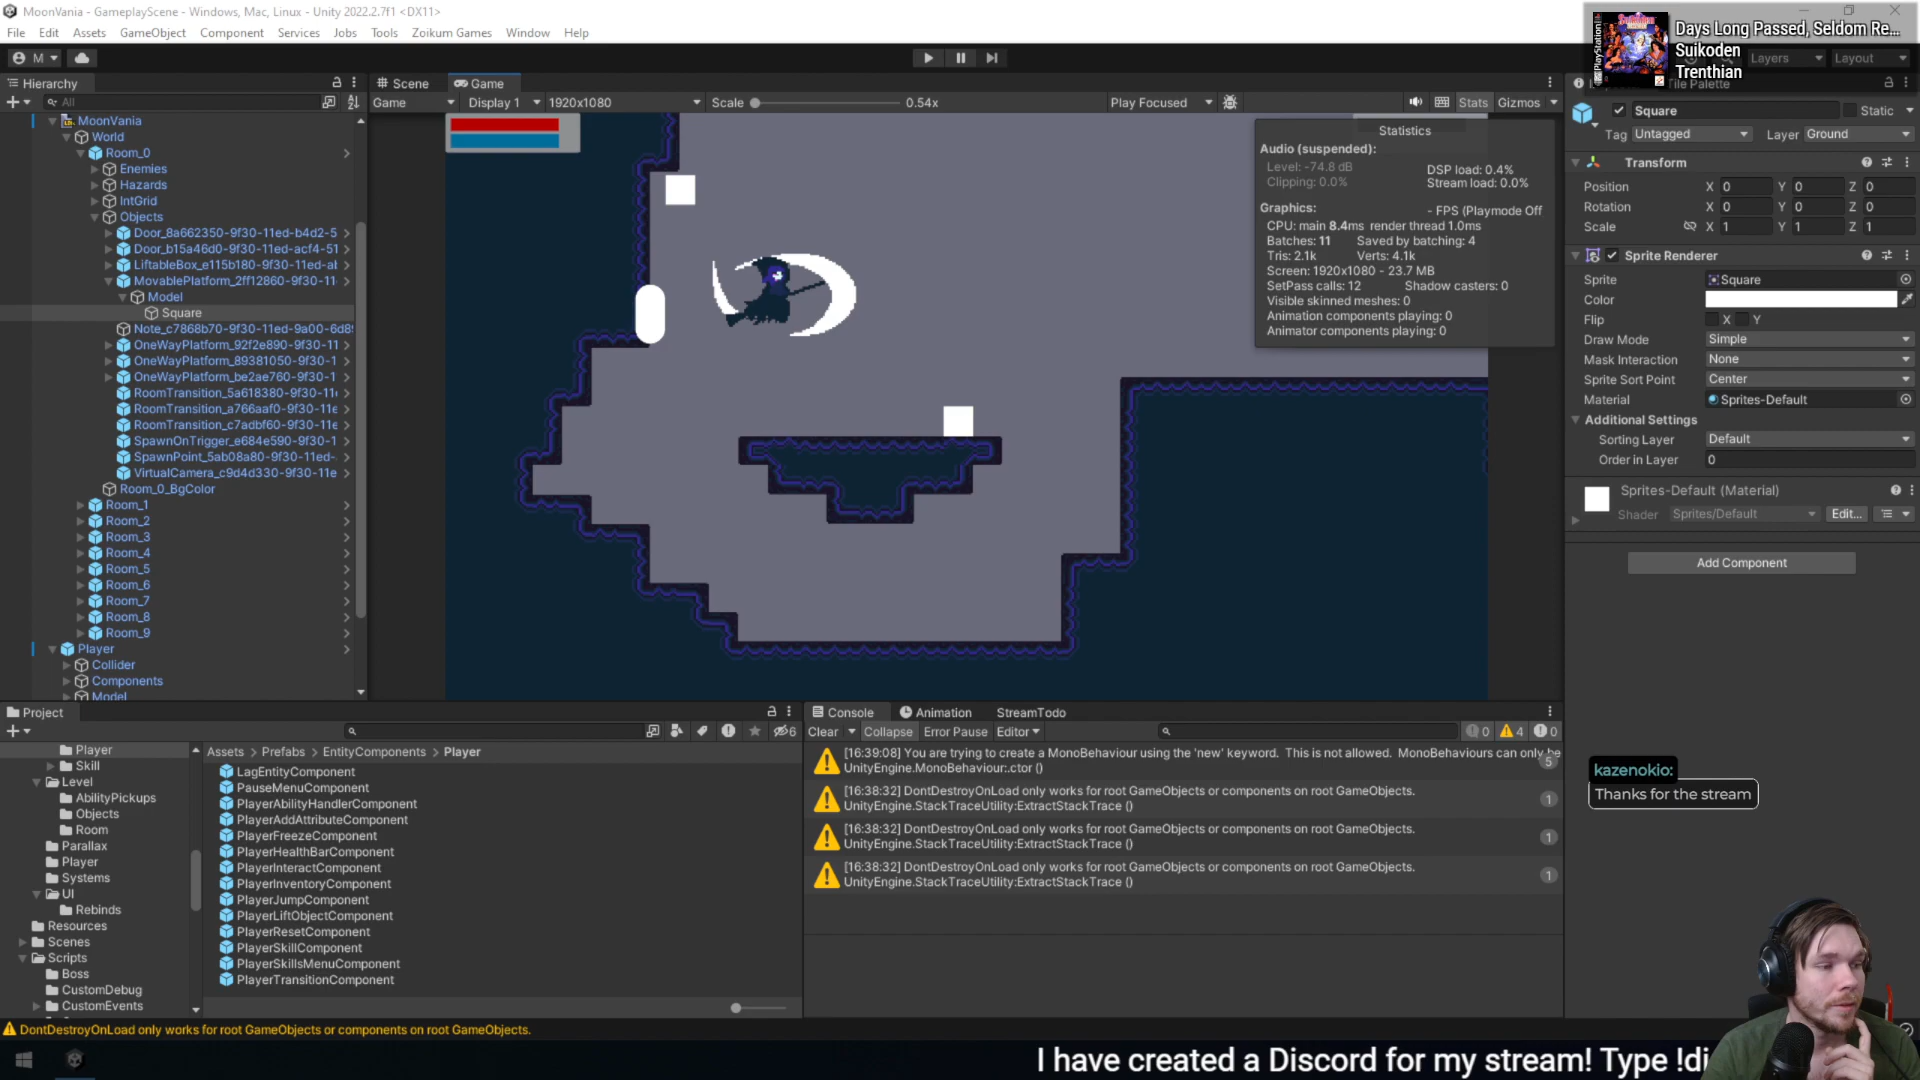 MoonVania - GameplayScene - Windows, Mac, Linux - Unity 2022.2.7f1 <DX11>
File Edit Assets GameObject Component Services Jobs Tools Zoikum Games Window Help
Days Long Passed, Seldom Re...
Suikoden
Trenthian
M
Layers Layout
Hierarchy
All
MoonVania
World
Room_0
Enemies
Hazards
IntGrid
Objects
Door_8a662350-9f30-11ed-b4d2-5
Door_b15a46d0-9f30-11ed-acf4-51
LiftableBox_e115b180-9f30-11ed-al
MovablePlatform_2ff12860-9f30-11
Model
Square
Note_c7868b70-9f30-11ed-9a00-6d8
OneWayPlatform_92f2e890-9f30-11
OneWayPlatform_89381050-9f30-1
OneWayPlatform_be2ae760-9f30-1
RoomTransition_5a618380-9f30-11
RoomTransition_a766aaf0-9f30-11e
RoomTransition_c7adbf60-9f30-11e
SpawnOnTrigger_e684e590-9f30-1
SpawnPoint_5ab08a80-9f30-11ed-
VirtualCamera_c9d4d330-9f30-11e
Room_0_BgColor
Room_1
Room_2
Room_3
Room_4
Room_5
Room_6
Room_7
Room_8
Room_9
Player
Collider
Components
Model
Scene Game
Game Display 1 1920x1080 Scale 0.54x Play Focused Stats Gizmos
Statistics
Audio (suspended):
Level: -74.8 dB DSP load: 0.4%
Clipping: 0.0% Stream load: 0.0%
Graphics: - FPS (Playmode Off
CPU: main 8.4ms render thread 1.0ms
Batches: 11 Saved by batching: 4
Tris: 2.1k Verts: 4.1k
Screen: 1920x1080 - 23.7 MB
SetPass calls: 12 Shadow casters: 0
Visible skinned meshes: 0
Animation components playing: 0
Animator components playing: 0
Tile Palette
Square Static
Tag Untagged Layer Ground
Transform
Position X 0 Y 0 Z 0
Rotation X 0 Y 0 Z 0
Scale X 1 Y 1 Z 1
Sprite Renderer
Sprite Square
Color
Flip X Y
Draw Mode Simple
Mask Interaction None
Sprite Sort Point Center
Material Sprites-Default
Additional Settings
Sorting Layer Default
Order in Layer 0
Sprites-Default (Material)
Shader Sprites/Default Edit...
Add Component
Project
6
Player
Skill
Level
AbilityPickups
Objects
Room
Parallax
Player
Systems
UI
Rebinds
Resources
Scenes
Scripts
Boss
CustomDebug
CustomEvents
Assets > Prefabs > EntityComponents > Player
LagEntityComponent
PauseMenuComponent
PlayerAbilityHandlerComponent
PlayerAddAttributeComponent
PlayerFreezeComponent
PlayerHealthBarComponent
PlayerInteractComponent
PlayerInventoryComponent
PlayerJumpComponent
PlayerLiftObjectComponent
PlayerResetComponent
PlayerSkillComponent
PlayerSkillsMenuComponent
PlayerTransitionComponent
Console Animation StreamTodo
Clear Collapse Error Pause Editor 0 4 0
[16:39:08] You are trying to create a MonoBehaviour using the 'new' keyword. This is not allowed. MonoBehaviours can only be
UnityEngine.MonoBehaviour:.ctor ()
5
[16:38:32] DontDestroyOnLoad only works for root GameObjects or components on root GameObjects.
UnityEngine.StackTraceUtility:ExtractStackTrace ()
1
[16:38:32] DontDestroyOnLoad only works for root GameObjects or components on root GameObjects.
UnityEngine.StackTraceUtility:ExtractStackTrace ()
1
[16:38:32] DontDestroyOnLoad only works for root GameObjects or components on root GameObjects.
UnityEngine.StackTraceUtility:ExtractStackTrace ()
1
kazenokio:
Thanks for the stream
DontDestroyOnLoad only works for root GameObjects or components on root GameObjects.
I have created a Discord for my stream! Type !di